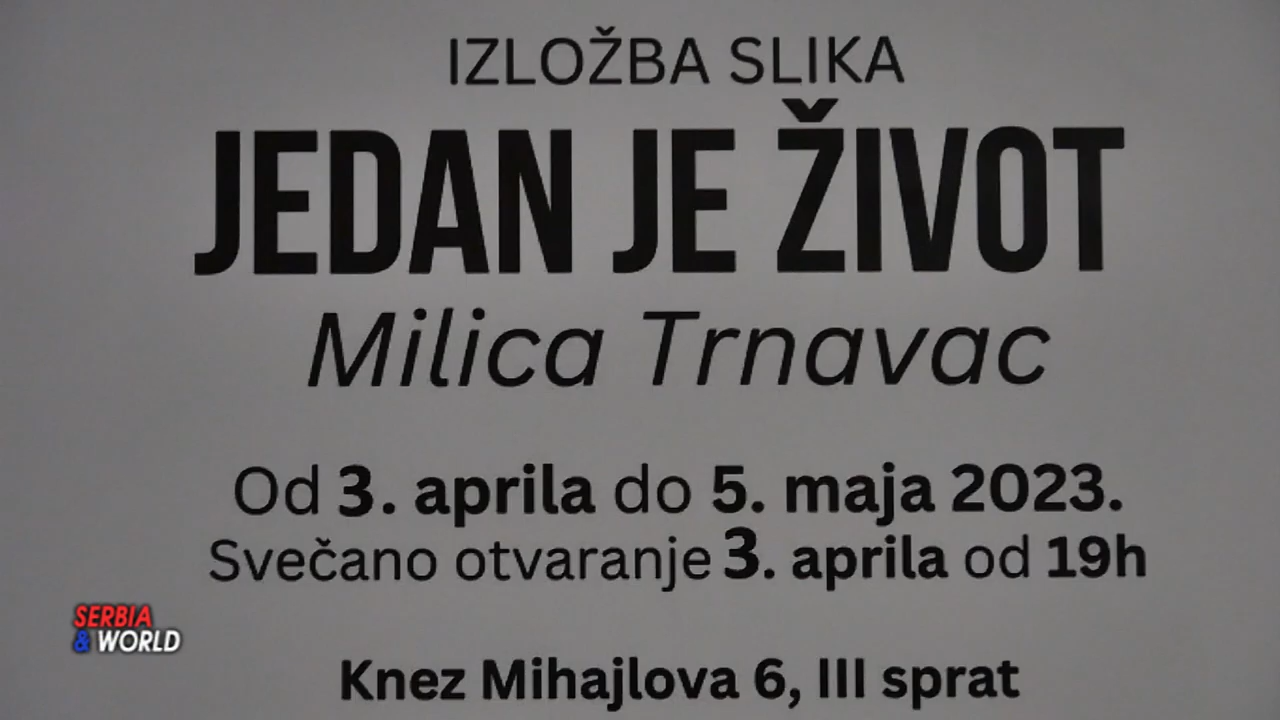 IZLOŽBA SLIKA
JEDAN JE ŽIVOT
Milica Trnavac
Od 3. aprila do 5. maja 2023.
Svečano otvaranje 3. aprila od 19h
SERBIA
& WORLD
Knez Mihajlova 6, III sprat